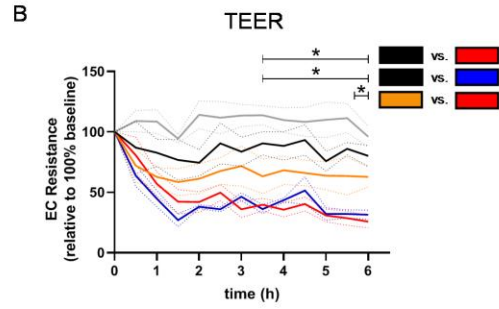 B
TEER
* vs.
* vs.
* vs.
150
100
50
0
EC Resistance
(relative to 100% baseline)
0 1 2 3 4 5 6
time (h)